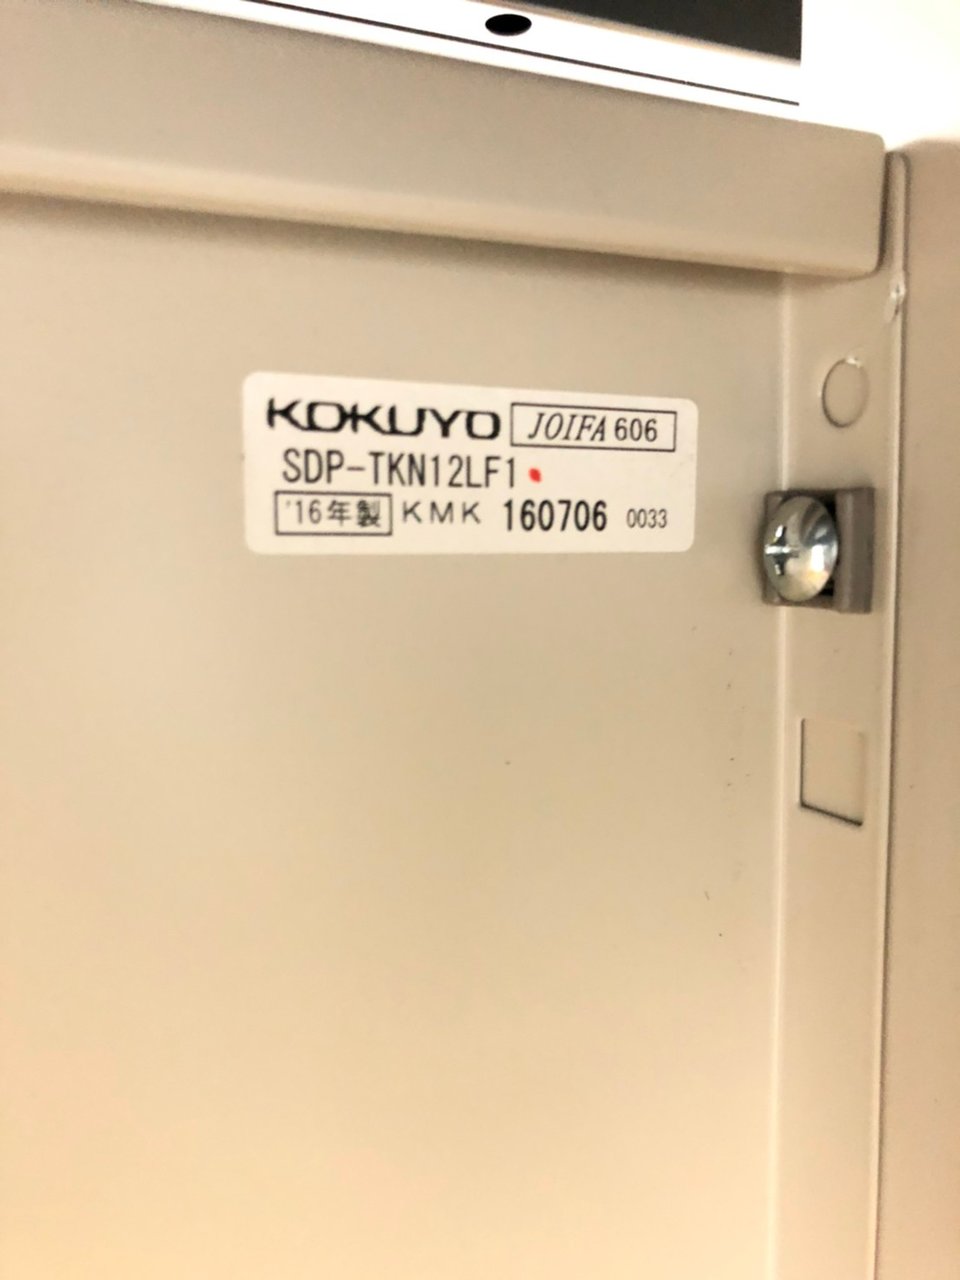 KOKUYO JOIFA 606
SDP-TKN12LF1
'16年製 KMK 160706 0033